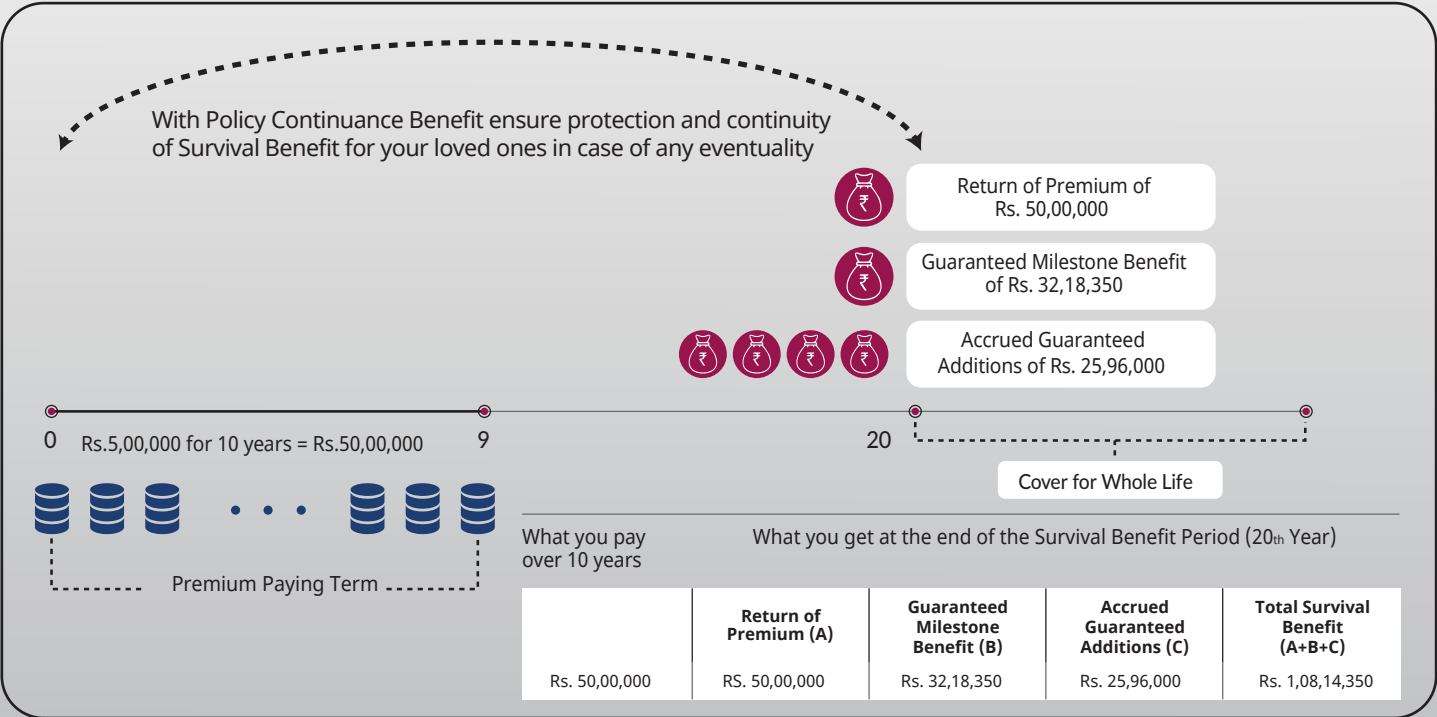 With Policy Continuance Benefit ensure protection and continuity
of Survival Benefit for your loved ones in case of any eventuality
₹
Return of Premium of
Rs. 50,00,000
₹
Guaranteed Milestone Benefit
of Rs. 32,18,350
₹ ₹ ₹ ₹
Accrued Guaranteed
Additions of Rs. 25,96,000
0 Rs.5,00,000 for 10 years = Rs.50,00,000 9 20
Cover for Whole Life
Premium Paying Term
What you pay
over 10 years
What you get at the end of the Survival Benefit Period (20th Year)
Return of
Premium (A)
Guaranteed
Milestone
Benefit (B)
Accrued
Guaranteed
Additions (C)
Total Survival
Benefit
(A+B+C)
Rs. 50,00,000 RS. 50,00,000 Rs. 32,18,350 Rs. 25,96,000 Rs. 1,08,14,350